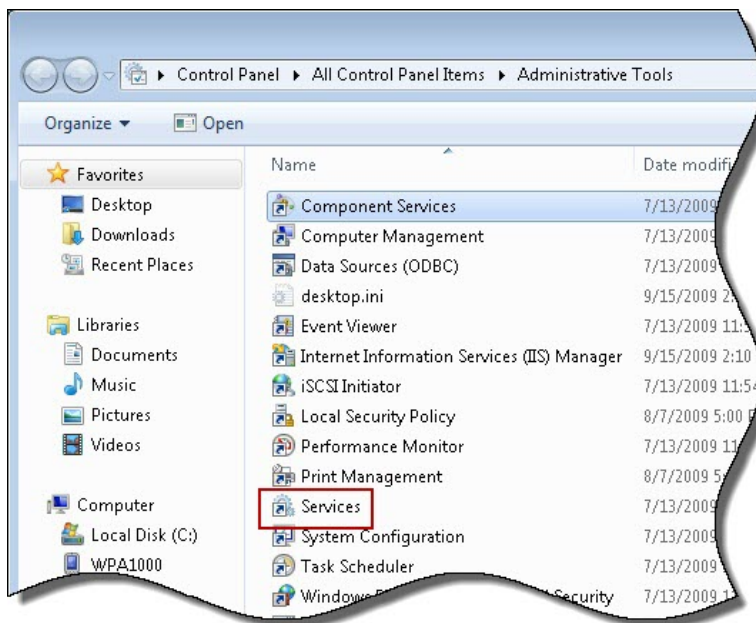 Control Panel ▸ All Control Panel Items ▸ Administrative Tools
Organize ▾ Open
Favorites
Desktop
Downloads
Recent Places
Libraries
Documents
Music
Pictures
Videos
Computer
Local Disk (C:)
WPA1000
Name Date modifi
Component Services 7/13/2009
Computer Management 7/13/2009
Data Sources (ODBC) 7/13/2009
desktop.ini 9/15/2009 2:
Event Viewer 7/13/2009 11:5
Internet Information Services (IIS) Manager 9/15/2009 2:10
iSCSI Initiator 7/13/2009 11:54
Local Security Policy 8/7/2009 5:00
Performance Monitor 7/13/2009 11
Print Management 8/7/2009 5:
Services 7/13/2009
System Configuration 7/13/2009
Task Scheduler 7/13/2009
Windows Security 7/13/2009 1